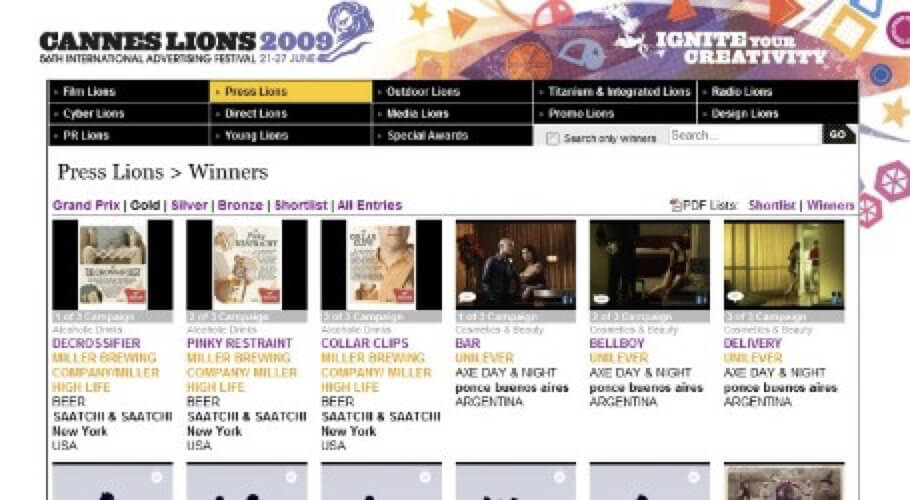 CANNES LIONS 2009
56TH INTERNATIONAL ADVERTISING FESTIVAL 21-27 JUNE
IGNITE YOUR
CREATIVITY
Film Lions
Press Lions
Outdoor Lions
Titanium & Integrated Lions
Radio Lions
Cyber Lions
Direct Lions
Media Lions
Promo Lions
Design Lions
PR Lions
Young Lions
Special Awards
Search only winners
Search...
GO
Press Lions > Winners
Grand Prix | Gold | Silver | Bronze | Shortlist | All Entries
PDF Lists: Shortlist | Winners
1 of 3 Campaign
Alcoholic Drinks
DECROSSIFIER
MILLER BREWING
COMPANY/MILLER
HIGH LIFE
BEER
SAATCHI & SAATCHI
New York
USA
2 of 3 Campaign
Alcoholic Drinks
PINKY RESTRAINT
MILLER BREWING
COMPANY/ MILLER
HIGH LIFE
BEER
SAATCHI & SAATCHI
New York
USA
3 of 3 Campaign
Alcoholic Drinks
COLLAR CLIPS
MILLER BREWING
COMPANY/ MILLER
HIGH LIFE
BEER
SAATCHI & SAATCHI
New York
USA
1 of 3 Campaign
Cosmetics & Beauty
BAR
UNILEVER
AXE DAY & NIGHT
ponce buenos aires
ARGENTINA
2 of 3 Campaign
Cosmetics & Beauty
BELLBOY
UNILEVER
AXE DAY & NIGHT
ponce buenos aires
ARGENTINA
3 of 3 Campaign
Cosmetics & Beauty
DELIVERY
UNILEVER
AXE DAY & NIGHT
ponce buenos aires
ARGENTINA